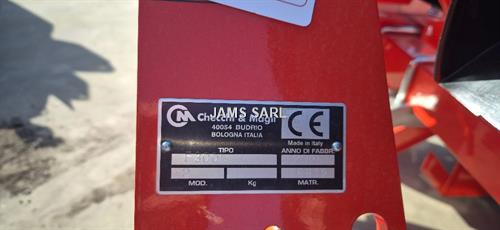 JAMS SARL
CM Checchi & Magli
40054 BUDRIO
BOLOGNA ITALIA
CE
Made in Italy
TIPO
ANNO DI FABBR.
MOD.
Kg
MATR.